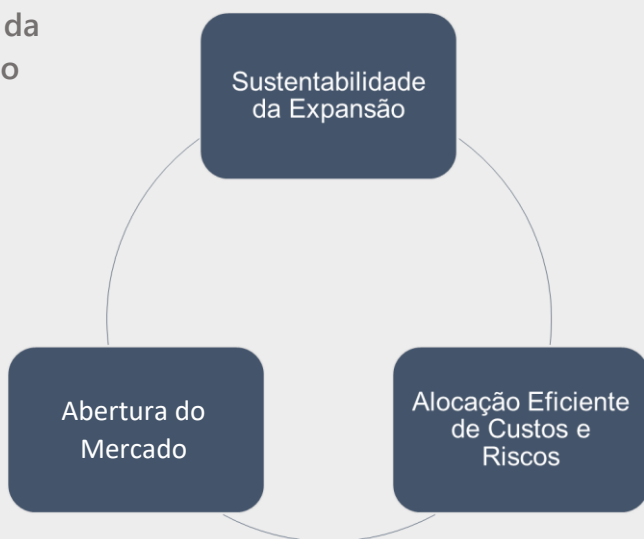 da
o
Sustentabilidade
da Expansão
Abertura do
Mercado
Alocação Eficiente
de Custos e
Riscos